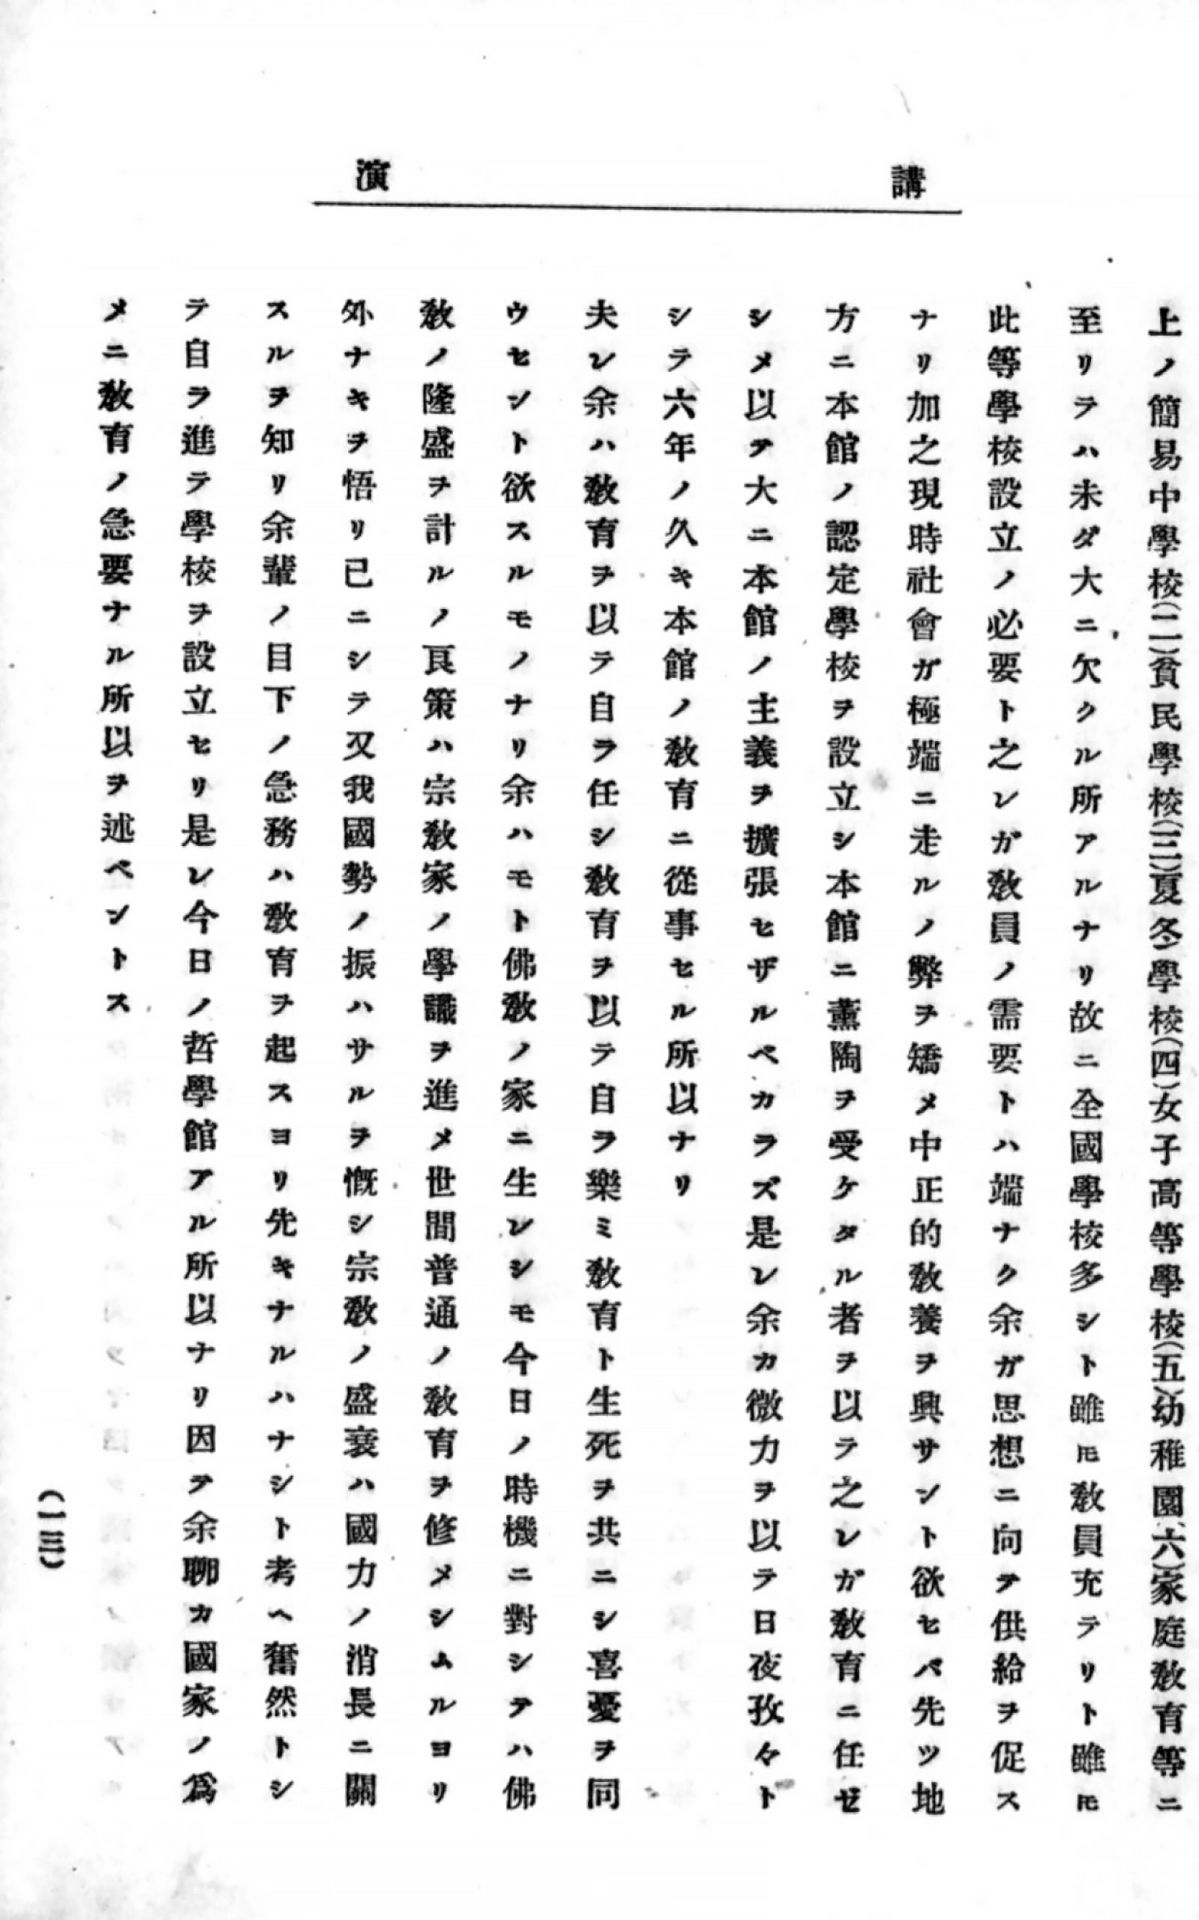 講演
上ノ簡易中學校(二)貧民學校(三)夏冬學校(四)女子高等學校(五)幼稚園(六)家庭敎育等ニ
至リテハ未ダ大ニ欠クル所アルナリ故ニ全國學校多シト雖𪜈敎員充テリト雖𪜈
此等學校設立ノ必要ト之レガ敎員ノ需要トハ端ナク余ガ思想ニ向テ供給ヲ促ス
ナリ加之現時社會ガ極端ニ走ルノ弊ヲ矯メ中正的敎養ヲ興サント欲セバ先ツ地
方ニ本館ノ認定學校ヲ設立シ本館ニ薰陶ヲ受ケタル者ヲ以テ之レガ敎育ニ任ゼ
シメ以テ大ニ本館ノ主義ヲ擴張セザルベカラズ是レ余カ微力ヲ以テ日夜孜々ト
シテ六年ノ久キ本館ノ敎育ニ從事セル所以ナリ
夫レ余ハ敎育ヲ以テ自ラ任シ敎育ヲ以テ自ラ樂ミ敎育ト生死ヲ共ニシ喜憂ヲ同
ウセント欲スルモノナリ余ハモト佛敎ノ家ニ生レシモ今日ノ時機ニ對シテハ佛
敎ノ隆盛ヲ計ルノ良策ハ宗敎家ノ學識ヲ進メ世間普通ノ敎育ヲ修メシムルヨリ
外ナキヲ悟リ已ニシテ又我國勢ノ振ハサルヲ慨シ宗敎ノ盛衰ハ國力ノ消長ニ關
スルヲ知リ余輩ノ目下ノ急務ハ敎育ヲ起スヨリ先キナルハナシト考ヘ奮然トシ
テ自ラ進テ學校ヲ設立セリ是レ今日ノ哲學館アル所以ナリ因テ余聊カ國家ノ爲
メニ敎育ノ急要ナル所以ヲ述ベントス
(一三)